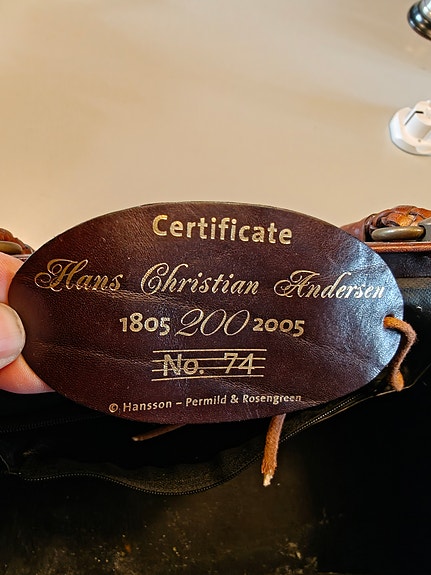 Certificate
Hans Christian Andersen
1805 200 2005
No. 74
© Hansson – Permild & Rosengreen